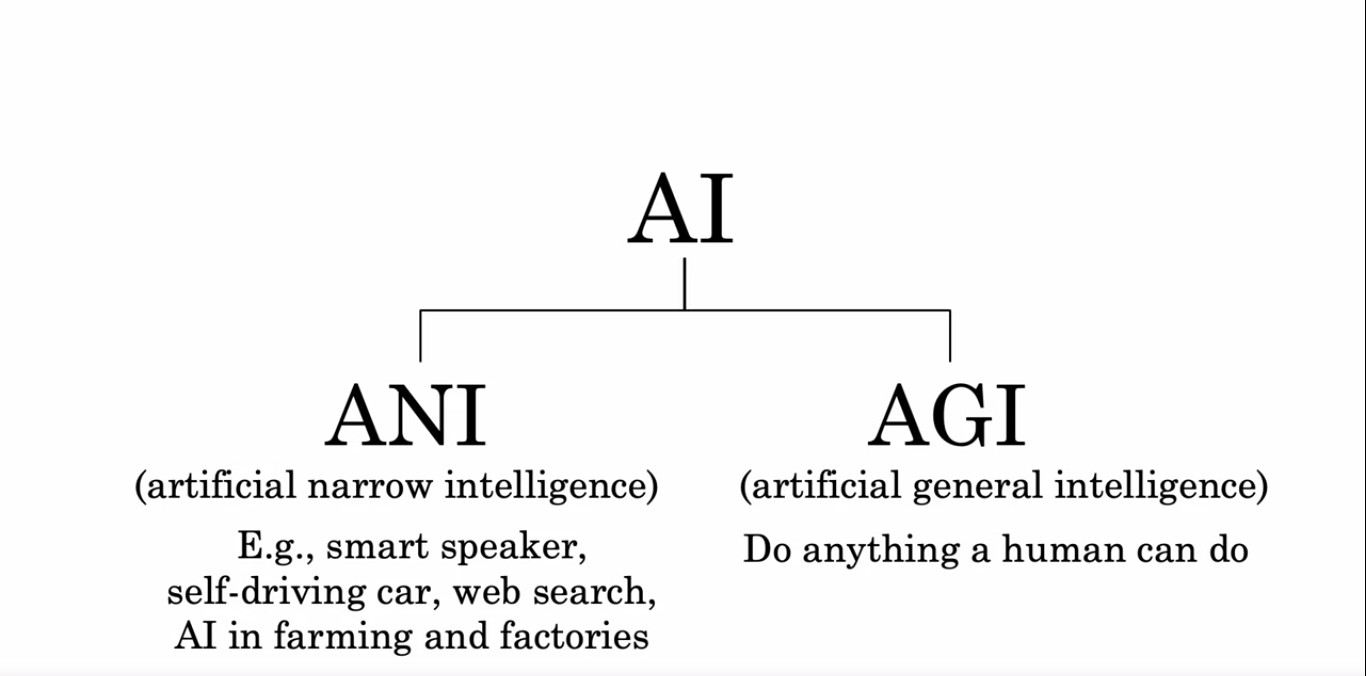 AI
ANI
(artificial narrow intelligence)
E.g., smart speaker,
self-driving car, web search,
AI in farming and factories
AGI
(artificial general intelligence)
Do anything a human can do